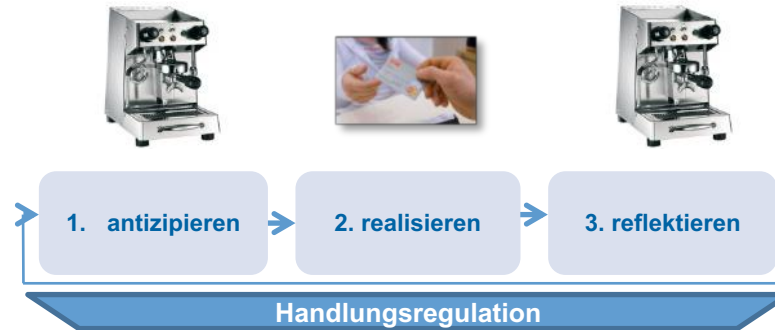 1. antizipieren
2. realisieren
3. reflektieren
Handlungsregulation